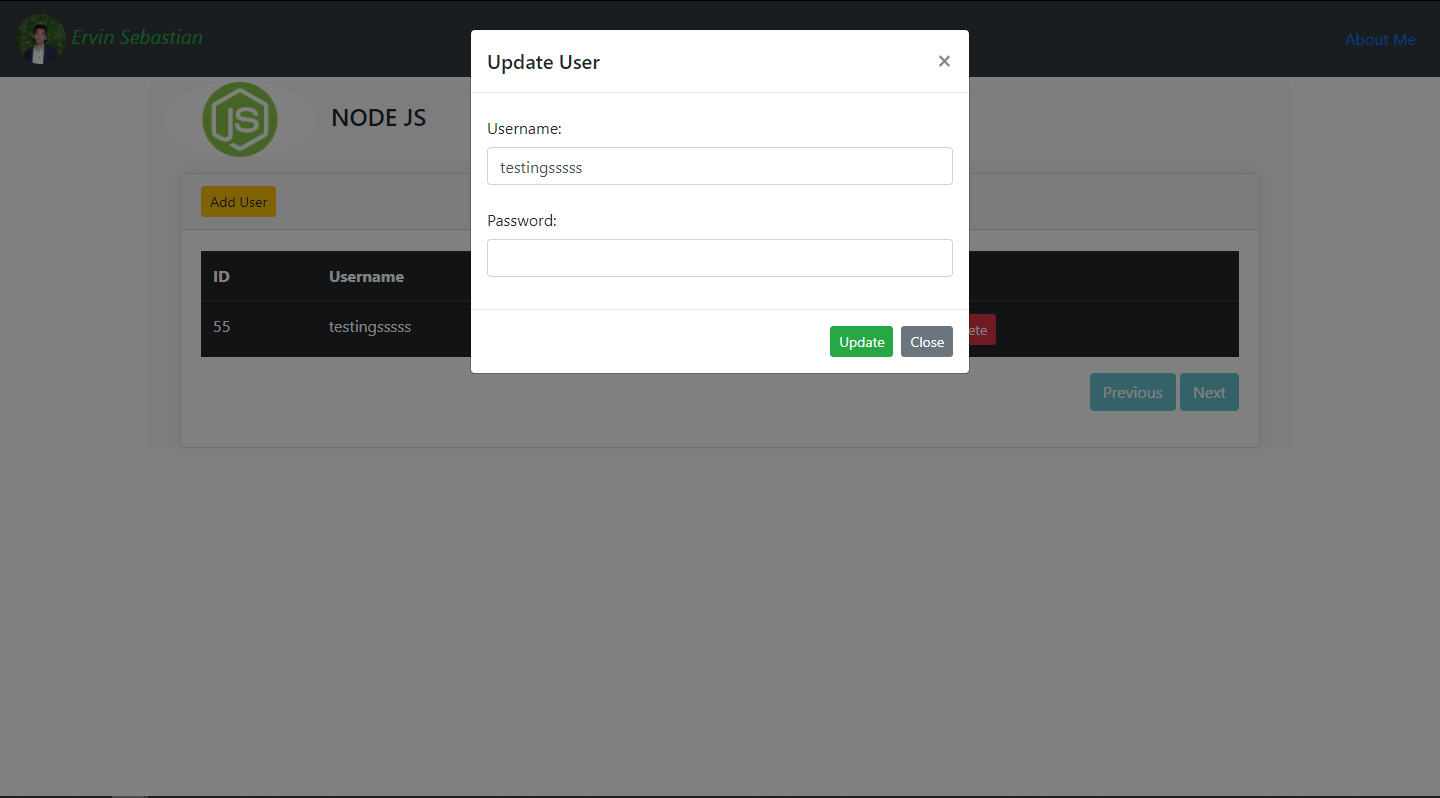 Ervin Sebastian
About Me
Update User
×
JS
NODE JS
Username:
testingsssss
Add User
Password:
ID
Username
55
testingsssss
ete
Update
Close
Previous
Next